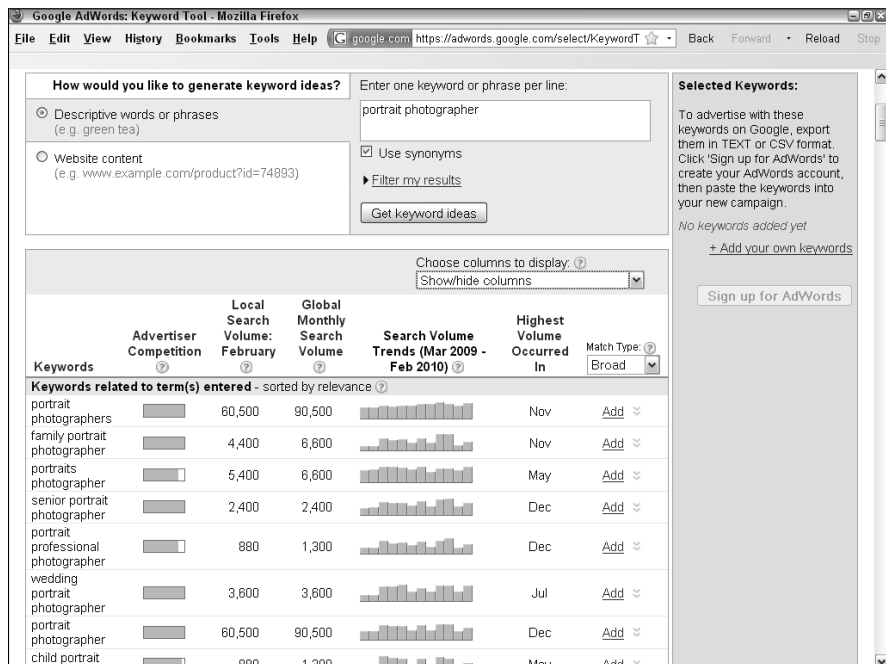 Google AdWords: Keyword Tool - Mozilla Firefox
File Edit View History Bookmarks Tools Help google.com https://adwords.google.com/select/KeywordT Back Forward Reload Stop
How would you like to generate keyword ideas?
Descriptive words or phrases
(e.g. green tea)
Website content
(e.g. www.example.com/product?id=74893)
Enter one keyword or phrase per line:
portrait photographer
Use synonyms
Filter my results
Get keyword ideas
Selected Keywords:
To advertise with these
keywords on Google, export
them in TEXT or CSV format.
Click 'Sign up for AdWords' to
create your AdWords account,
then paste the keywords into
your new campaign.
No keywords added yet
+ Add your own keywords
Sign up for AdWords
Choose columns to display: ?
Show/hide columns
Keywords
Advertiser
Competition
?
Local
Search
Volume:
February
?
Global
Monthly
Search
Volume
?
Search Volume
Trends (Mar 2009 -
Feb 2010) ?
Highest
Volume
Occurred
In
Match Type: ?
Broad
Keywords related to term(s) entered - sorted by relevance ?
portrait
photographers 60,500 90,500 Nov Add
family portrait
photographer 4,400 6,600 Nov Add
portraits
photographer 5,400 6,600 May Add
senior portrait
photographer 2,400 2,400 Dec Add
portrait
professional 880 1,300 Dec Add
photographer
wedding
portrait 3,600 3,600 Jul Add
photographer
portrait
photographer 60,500 90,500 Dec Add
child portrait